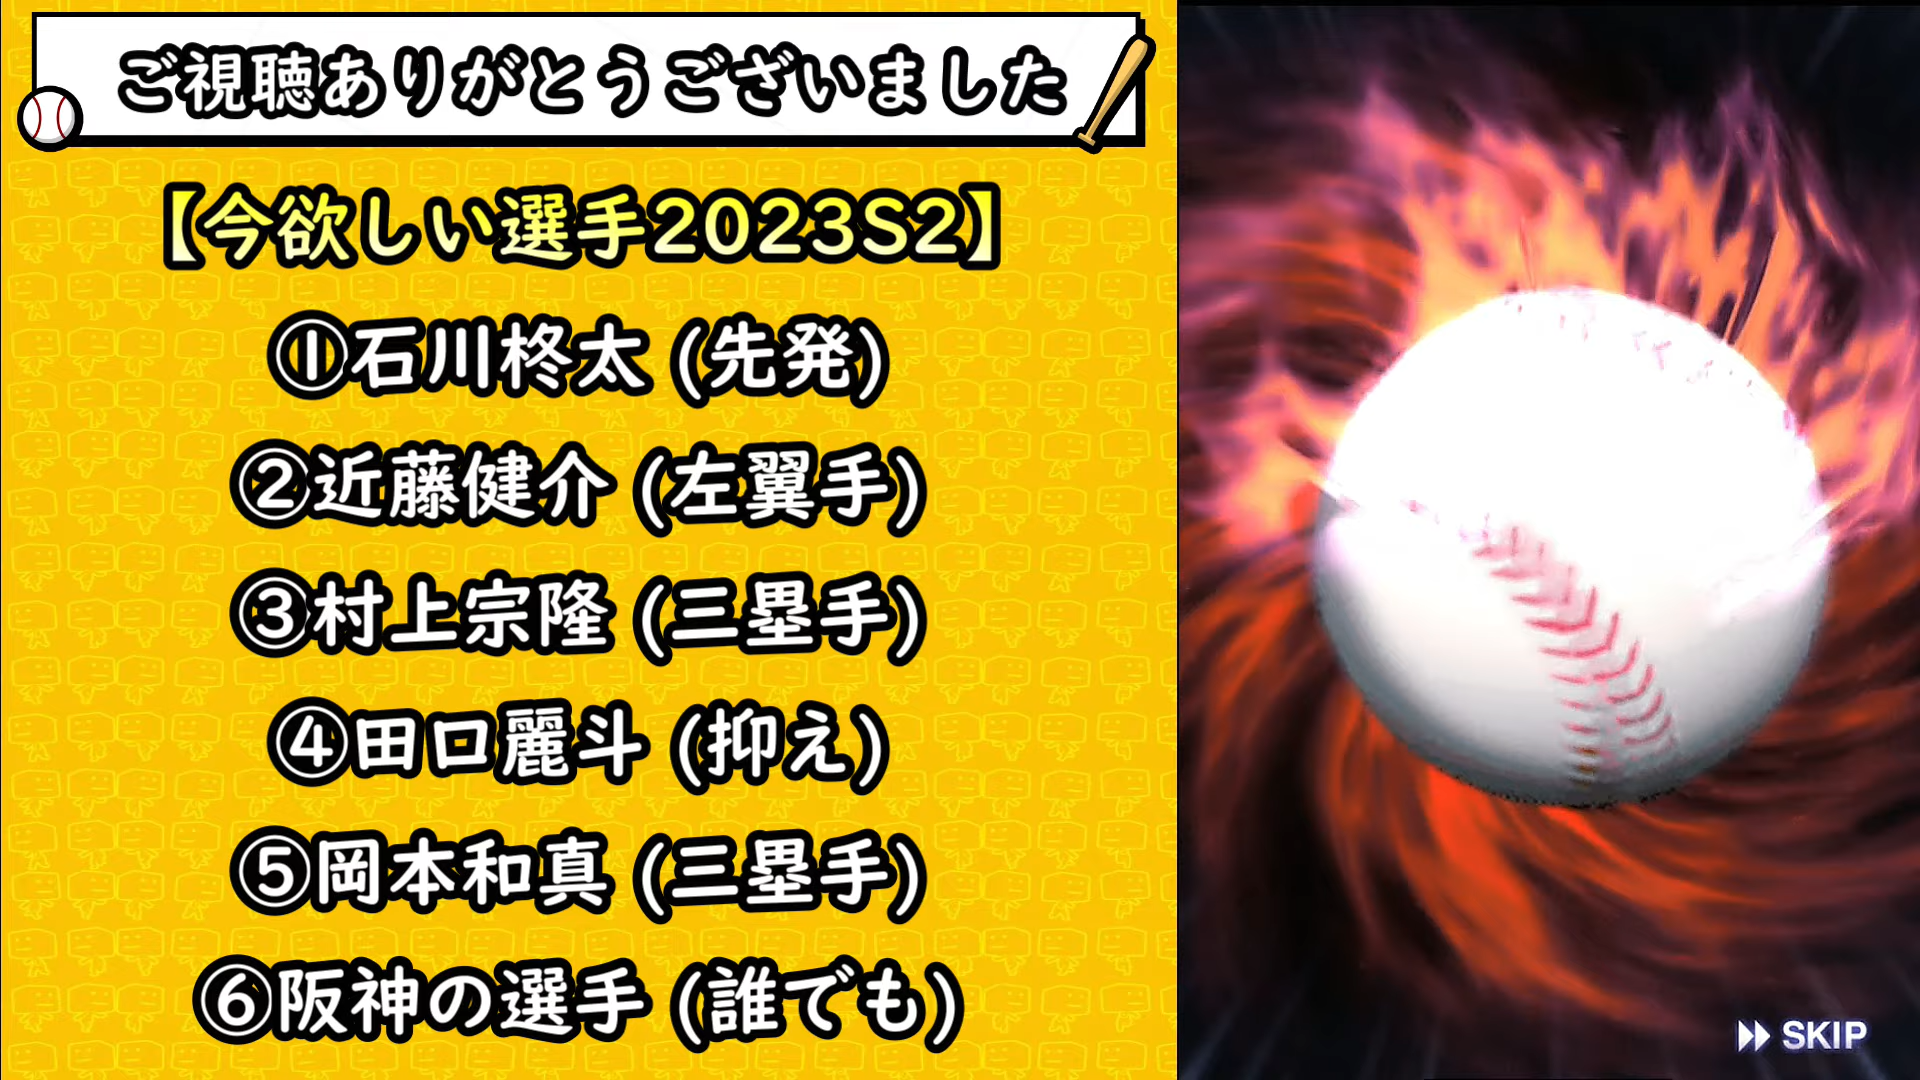 ご視聴ありがとうございました
【今欲しい選手2023S2】
①石川柊太 (先発)
②近藤健介 (左翼手)
③村上宗隆 (三塁手)
④田口麗斗 (抑え)
⑤岡本和真 (三塁手)
⑥阪神の選手 (誰でも)
SKIP